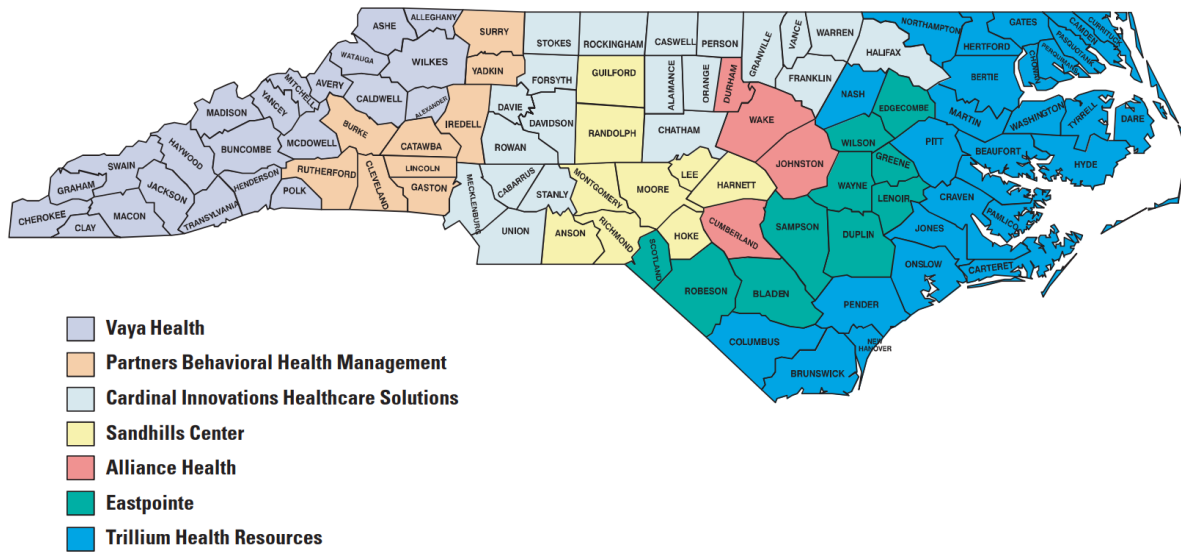 ASHE
ALLEGHANY
SURRY
STOKES
ROCKINGHAM
CASWELL
PERSON
GRANVILLE
VANCE
WARREN
HALIFAX
NORTHAMPTON
GATES
CURRITUCK
CAMDEN
PASQUOTANK
PERQUIMANS
CHOWAN
HERTFORD
BERTIE
WATAUGA
WILKES
YADKIN
FORSYTH
GUILFORD
ALAMANCE
ORANGE
DURHAM
FRANKLIN
NASH
EDGECOMBE
MARTIN
WASHINGTON
TYRRELL
DARE
MITCHELL
AVERY
CALDWELL
ALEXANDER
IREDELL
DAVIE
DAVIDSON
RANDOLPH
CHATHAM
WAKE
WILSON
PITT
BEAUFORT
HYDE
MADISON
YANCEY
MCDOWELL
BURKE
CATAWBA
ROWAN
JOHNSTON
GREENE
HAYWOOD
BUNCOMBE
RUTHERFORD
CLEVELAND
LINCOLN
GASTON
MECKLENBURG
CABARRUS
STANLY
MONTGOMERY
MOORE
LEE
HARNETT
WAYNE
LENOIR
CRAVEN
PAMLICO
SWAIN
GRAHAM
CHEROKEE
CLAY
MACON
JACKSON
TRANSYLVANIA
HENDERSON
POLK
UNION
ANSON
RICHMOND
SCOTLAND
HOKE
CUMBERLAND
SAMPSON
DUPLIN
JONES
ONSLOW
CARTERET
ROBESON
BLADEN
PENDER
COLUMBUS
NEW
HANOVER
BRUNSWICK
Vaya Health
Partners Behavioral Health Management
Cardinal Innovations Healthcare Solutions
Sandhills Center
Alliance Health
Eastpointe
Trillium Health Resources